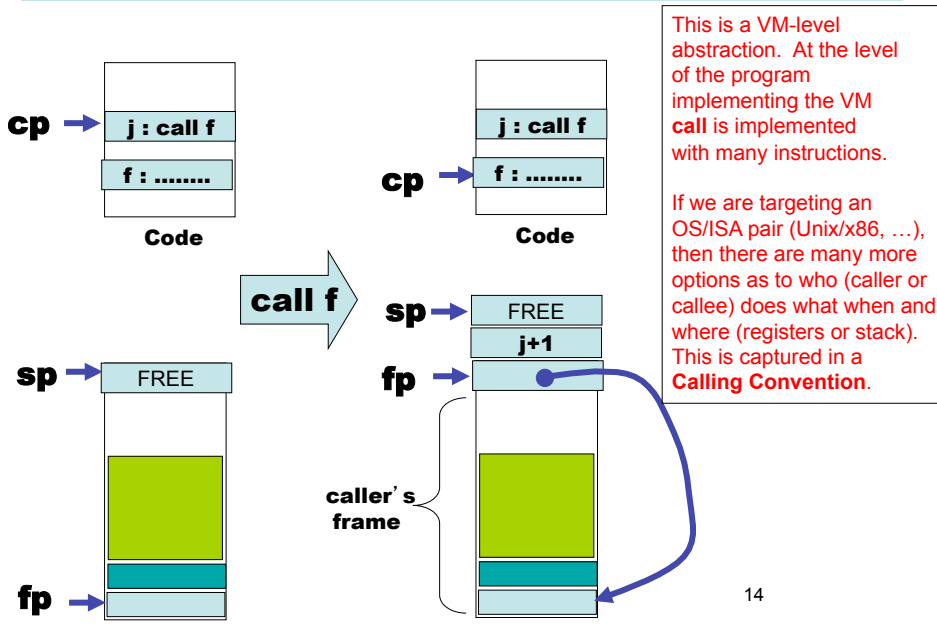 cp
j : call f
f : ........
Code
call f
sp
FREE
fp
cp
j : call f
f : ........
Code
sp
FREE
j+1
fp
caller's
frame
This is a VM-level
abstraction. At the level
of the program
implementing the VM
call is implemented
with many instructions.
If we are targeting an
OS/ISA pair (Unix/x86, …),
then there are many more
options as to who (caller or
callee) does what when and
where (registers or stack).
This is captured in a
Calling Convention.
14